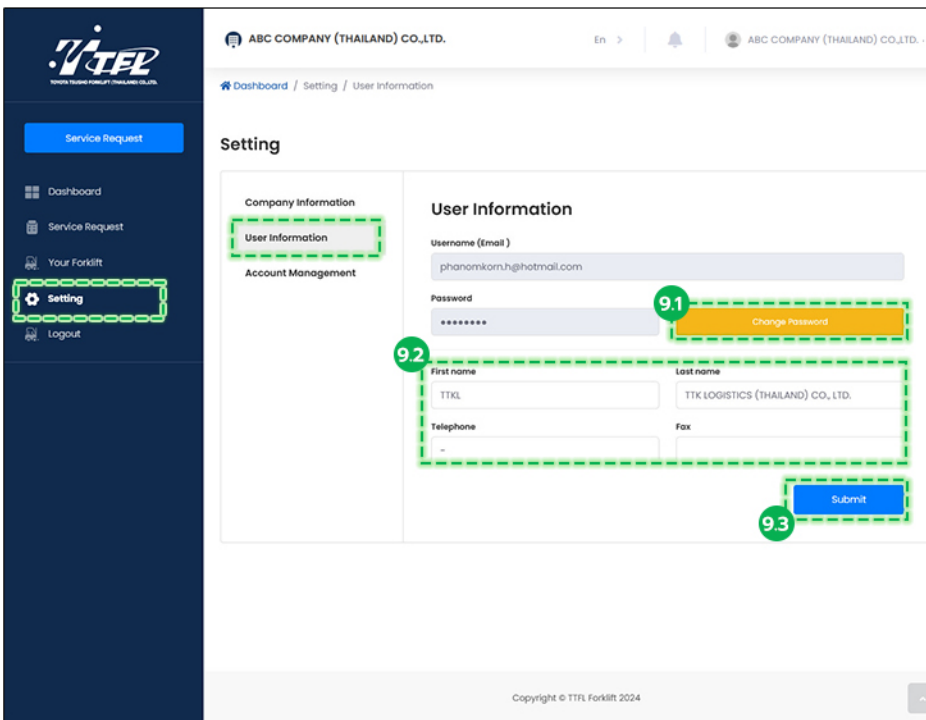 TTFL
TOYOTA TSUSHO FORKLIFT (THAILAND) CO.,LTD.
ABC COMPANY (THAILAND) CO.,LTD.
En >
ABC COMPANY (THAILAND) CO.,LTD.
Dashboard / Setting / User Information
Service Request
Dashboard
Service Request
Your Forklift
Setting
Logout
Setting
Company Information
User Information
Account Management
User Information
Username (Email )
phanomkorn.h@hotmail.com
Password
••••••••
9.1
Change Password
9.2
First name
Last name
TTKL
TTK LOGISTICS (THAILAND) CO., LTD.
Telephone
Fax
-
Submit
9.3
Copyright © TTFL Forklift 2024